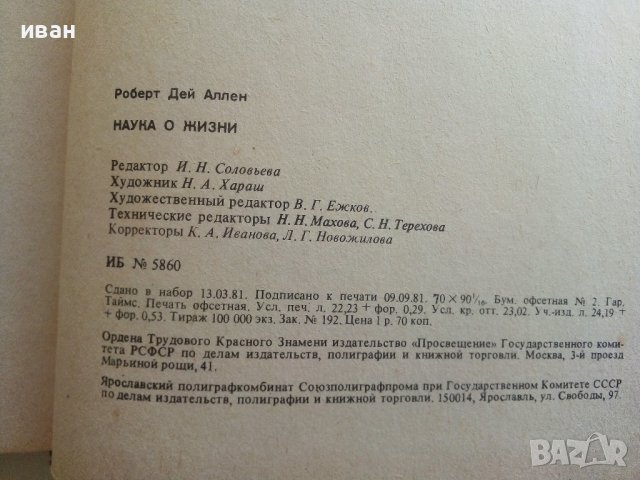 иван
Роберт Дей Аллен
НАУКА О ЖИЗНИ
Редактор И. Н. Соловьева
Художник Н. А. Хараш
Художественный редактор В. Г. Ежков.
Технические редакторы Н. Н. Махова, С. Н. Терехова
Корректоры К. А. Иванова, Л. Г. Новожилова
ИБ № 5860
Сдано в набор 13.03.81. Подписано к печати 09.09.81. 70×90¹/₁₆. Бум. офсетная № 2. Гар.
Таймс. Печать офсетная. Усл. печ. л. 22,23 + фор. 0,29. Усл. кр. отт. 23,02. Уч.-изд. л. 24,19 +
+ фор. 0,53. Тираж 100 000 экз. Зак. № 192. Цена 1 р. 70 коп.
Ордена Трудового Красного Знамени издательство «Просвещение» Государственного коми-
тета РСФСР по делам издательств, полиграфии и книжной торговли. Москва, 3-й проезд
Марьиной рощи, 41.
Ярославский полиграфкомбинат Союзполиграфпрома при Государственном Комитете СССР
по делам издательств, полиграфии и книжной торговли. 150014, Ярославль, ул. Свободы, 97.
BAZAR
bg